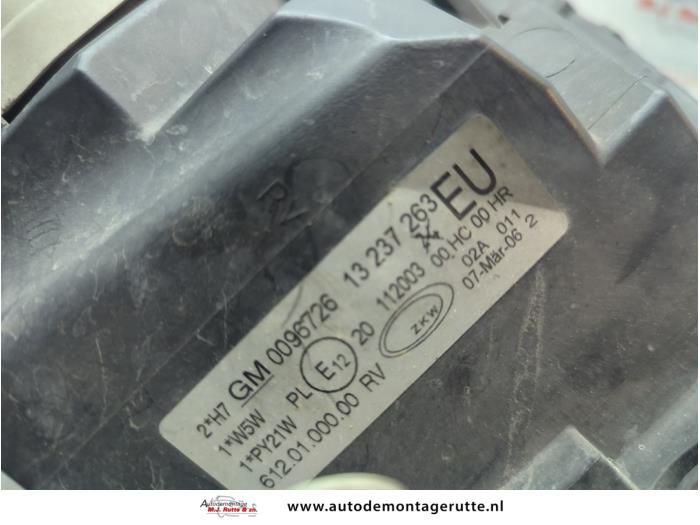 RV
2*H7 GM 0096726 13 237 263 EU
1*W5W PL E12 20 112003 00 HC 00 HR
1*PY21W 02A 011
612.01.000.00 RV ZKW 07-Mär-06 2
Autodemontage
M.J. Rutte & zn.
www.autodemontagerutte.nl